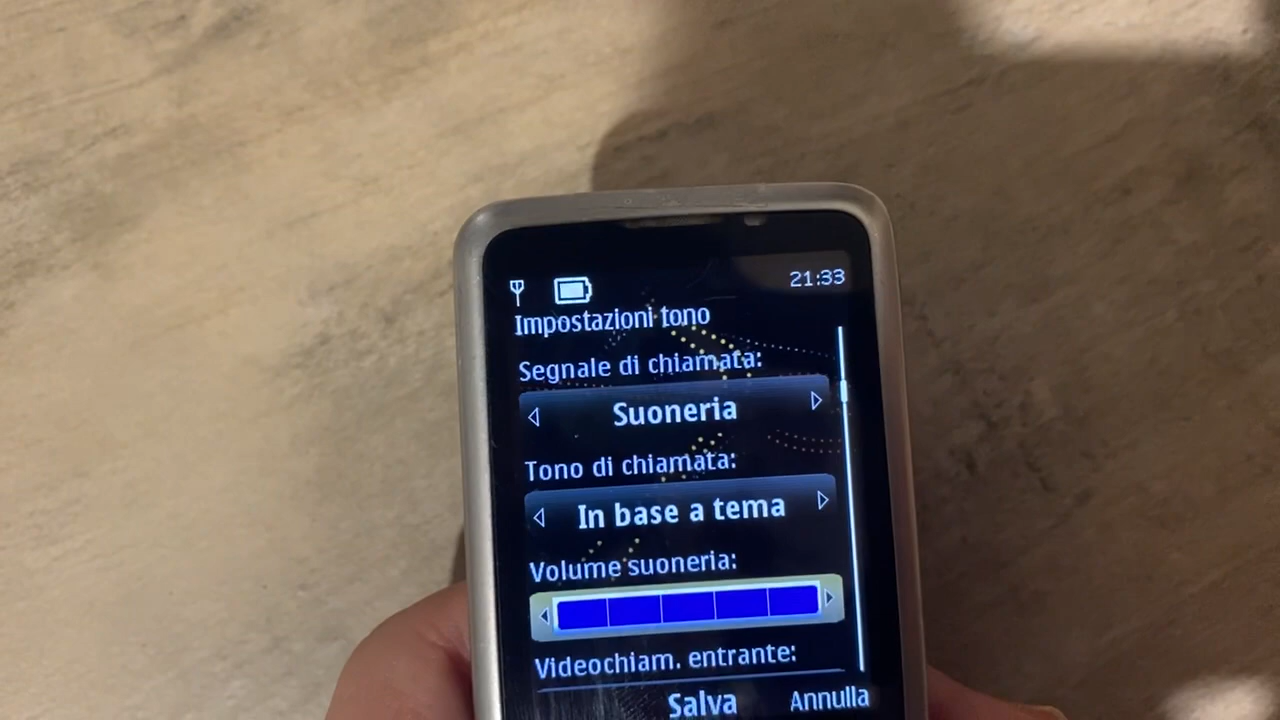 21:33
Impostazioni tono
Segnale di chiamata:
Suoneria
Tono di chiamata:
In base a tema
Volume suoneria:
Videochiam. entrante:
Salva Annulla